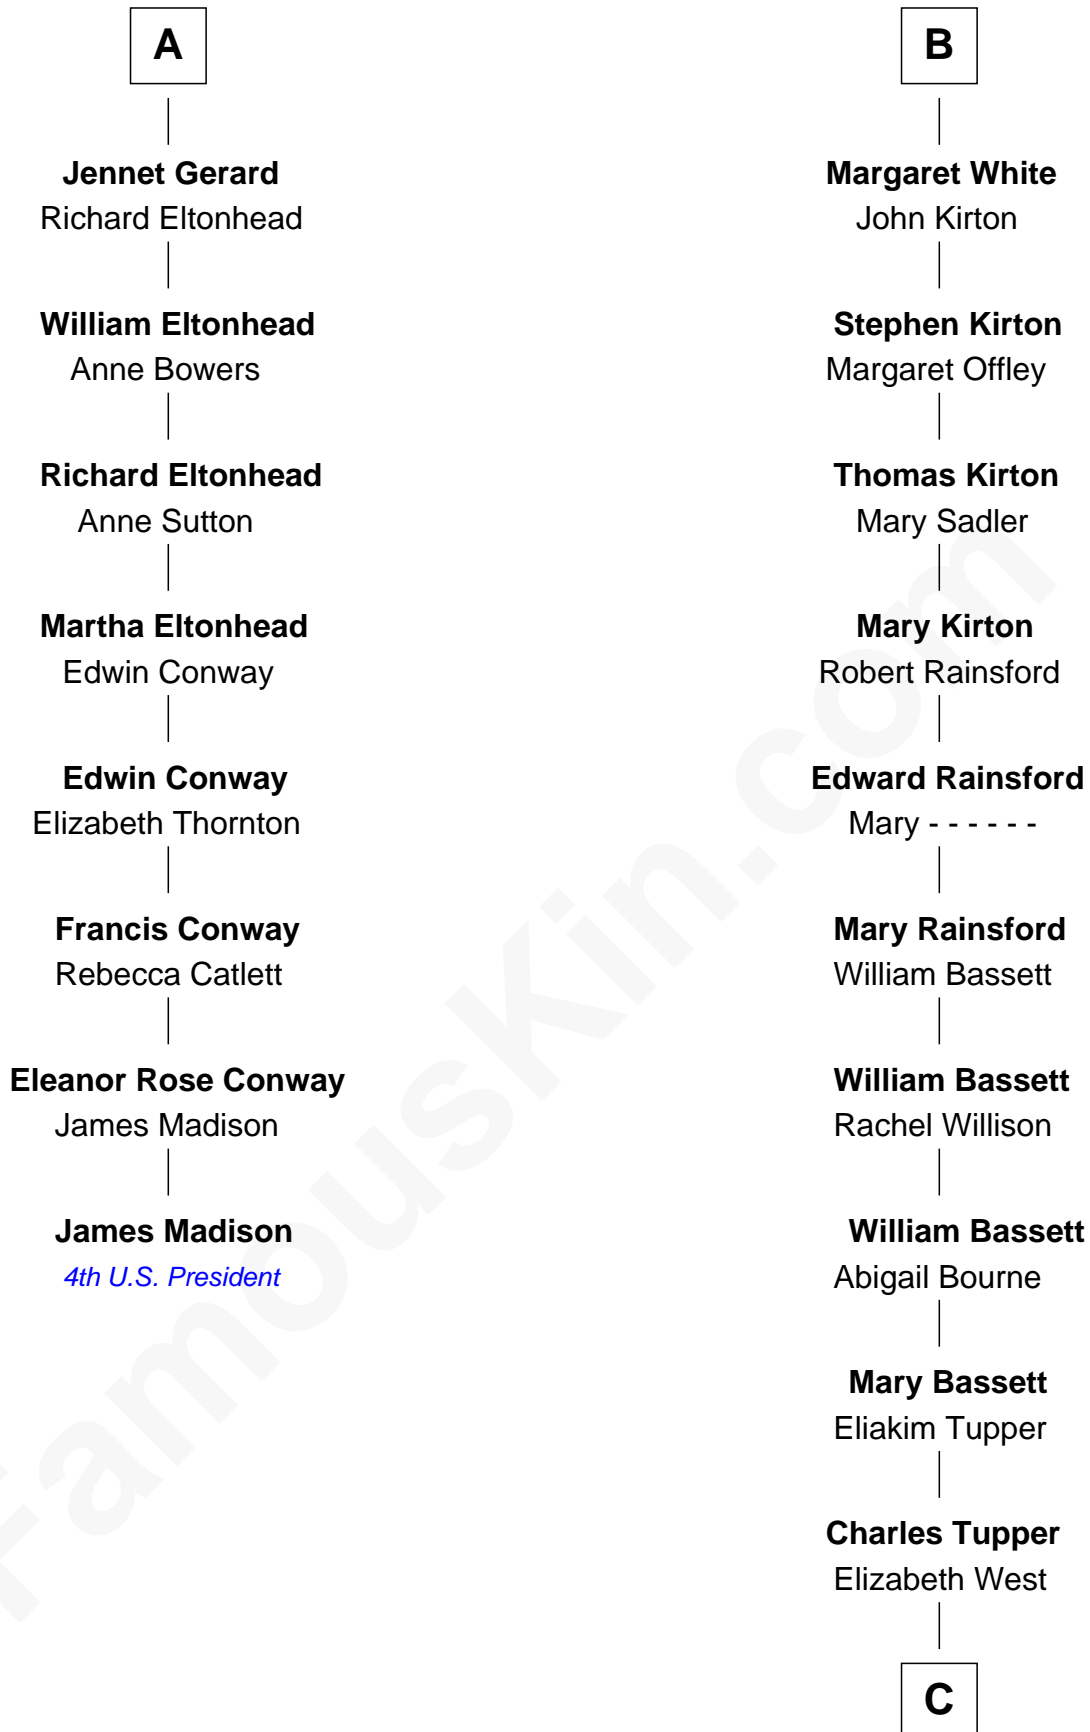 A
Jennet Gerard
Richard Eltonhead
William Eltonhead
Anne Bowers
Richard Eltonhead
Anne Sutton
Martha Eltonhead
Edwin Conway
Edwin Conway
Elizabeth Thornton
Francis Conway
Rebecca Catlett
Eleanor Rose Conway
James Madison
James Madison
4th U.S. President
B
Margaret White
John Kirton
Stephen Kirton
Margaret Offley
Thomas Kirton
Mary Sadler
Mary Kirton
Robert Rainsford
Edward Rainsford
Mary - - - - - -
Mary Rainsford
William Bassett
William Bassett
Rachel Willison
William Bassett
Abigail Bourne
Mary Bassett
Eliakim Tupper
Charles Tupper
Elizabeth West
C
FamousKin.com